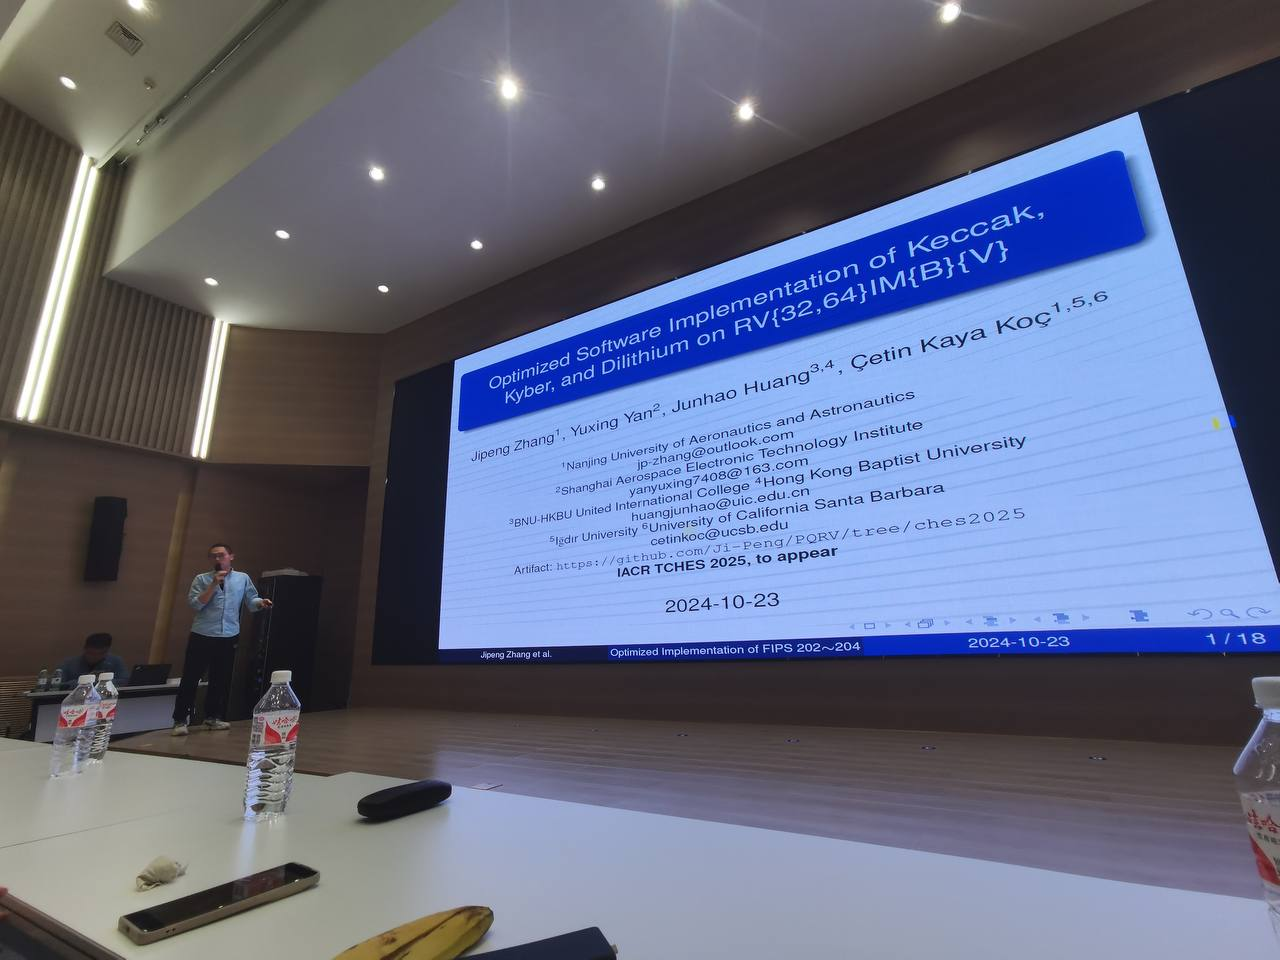 Optimized Software Implementation of Keccak,
Kyber, and Dilithium on RV{32,64}IM{B}{V}
Jipeng Zhang1, Yuxing Yan2, Junhao Huang3,4, Çetin Kaya Koç1,5,6
1Nanjing University of Aeronautics and Astronautics
jp-zhang@outlook.com
2Shanghai Aerospace Electronic Technology Institute
yanyuxing7408@163.com
3BNU-HKBU United International College 4Hong Kong Baptist University
huangjunhao@uic.edu.cn
5Iğdır University 6University of California Santa Barbara
cetinkoc@ucsb.edu
Artifact: https://github.com/Ji-Peng/PQRV/tree/ches2025
IACR TCHES 2025, to appear
2024-10-23
Jipeng Zhang et al.
Optimized Implementation of FIPS 202~204
2024-10-23
1 / 18
娃哈哈